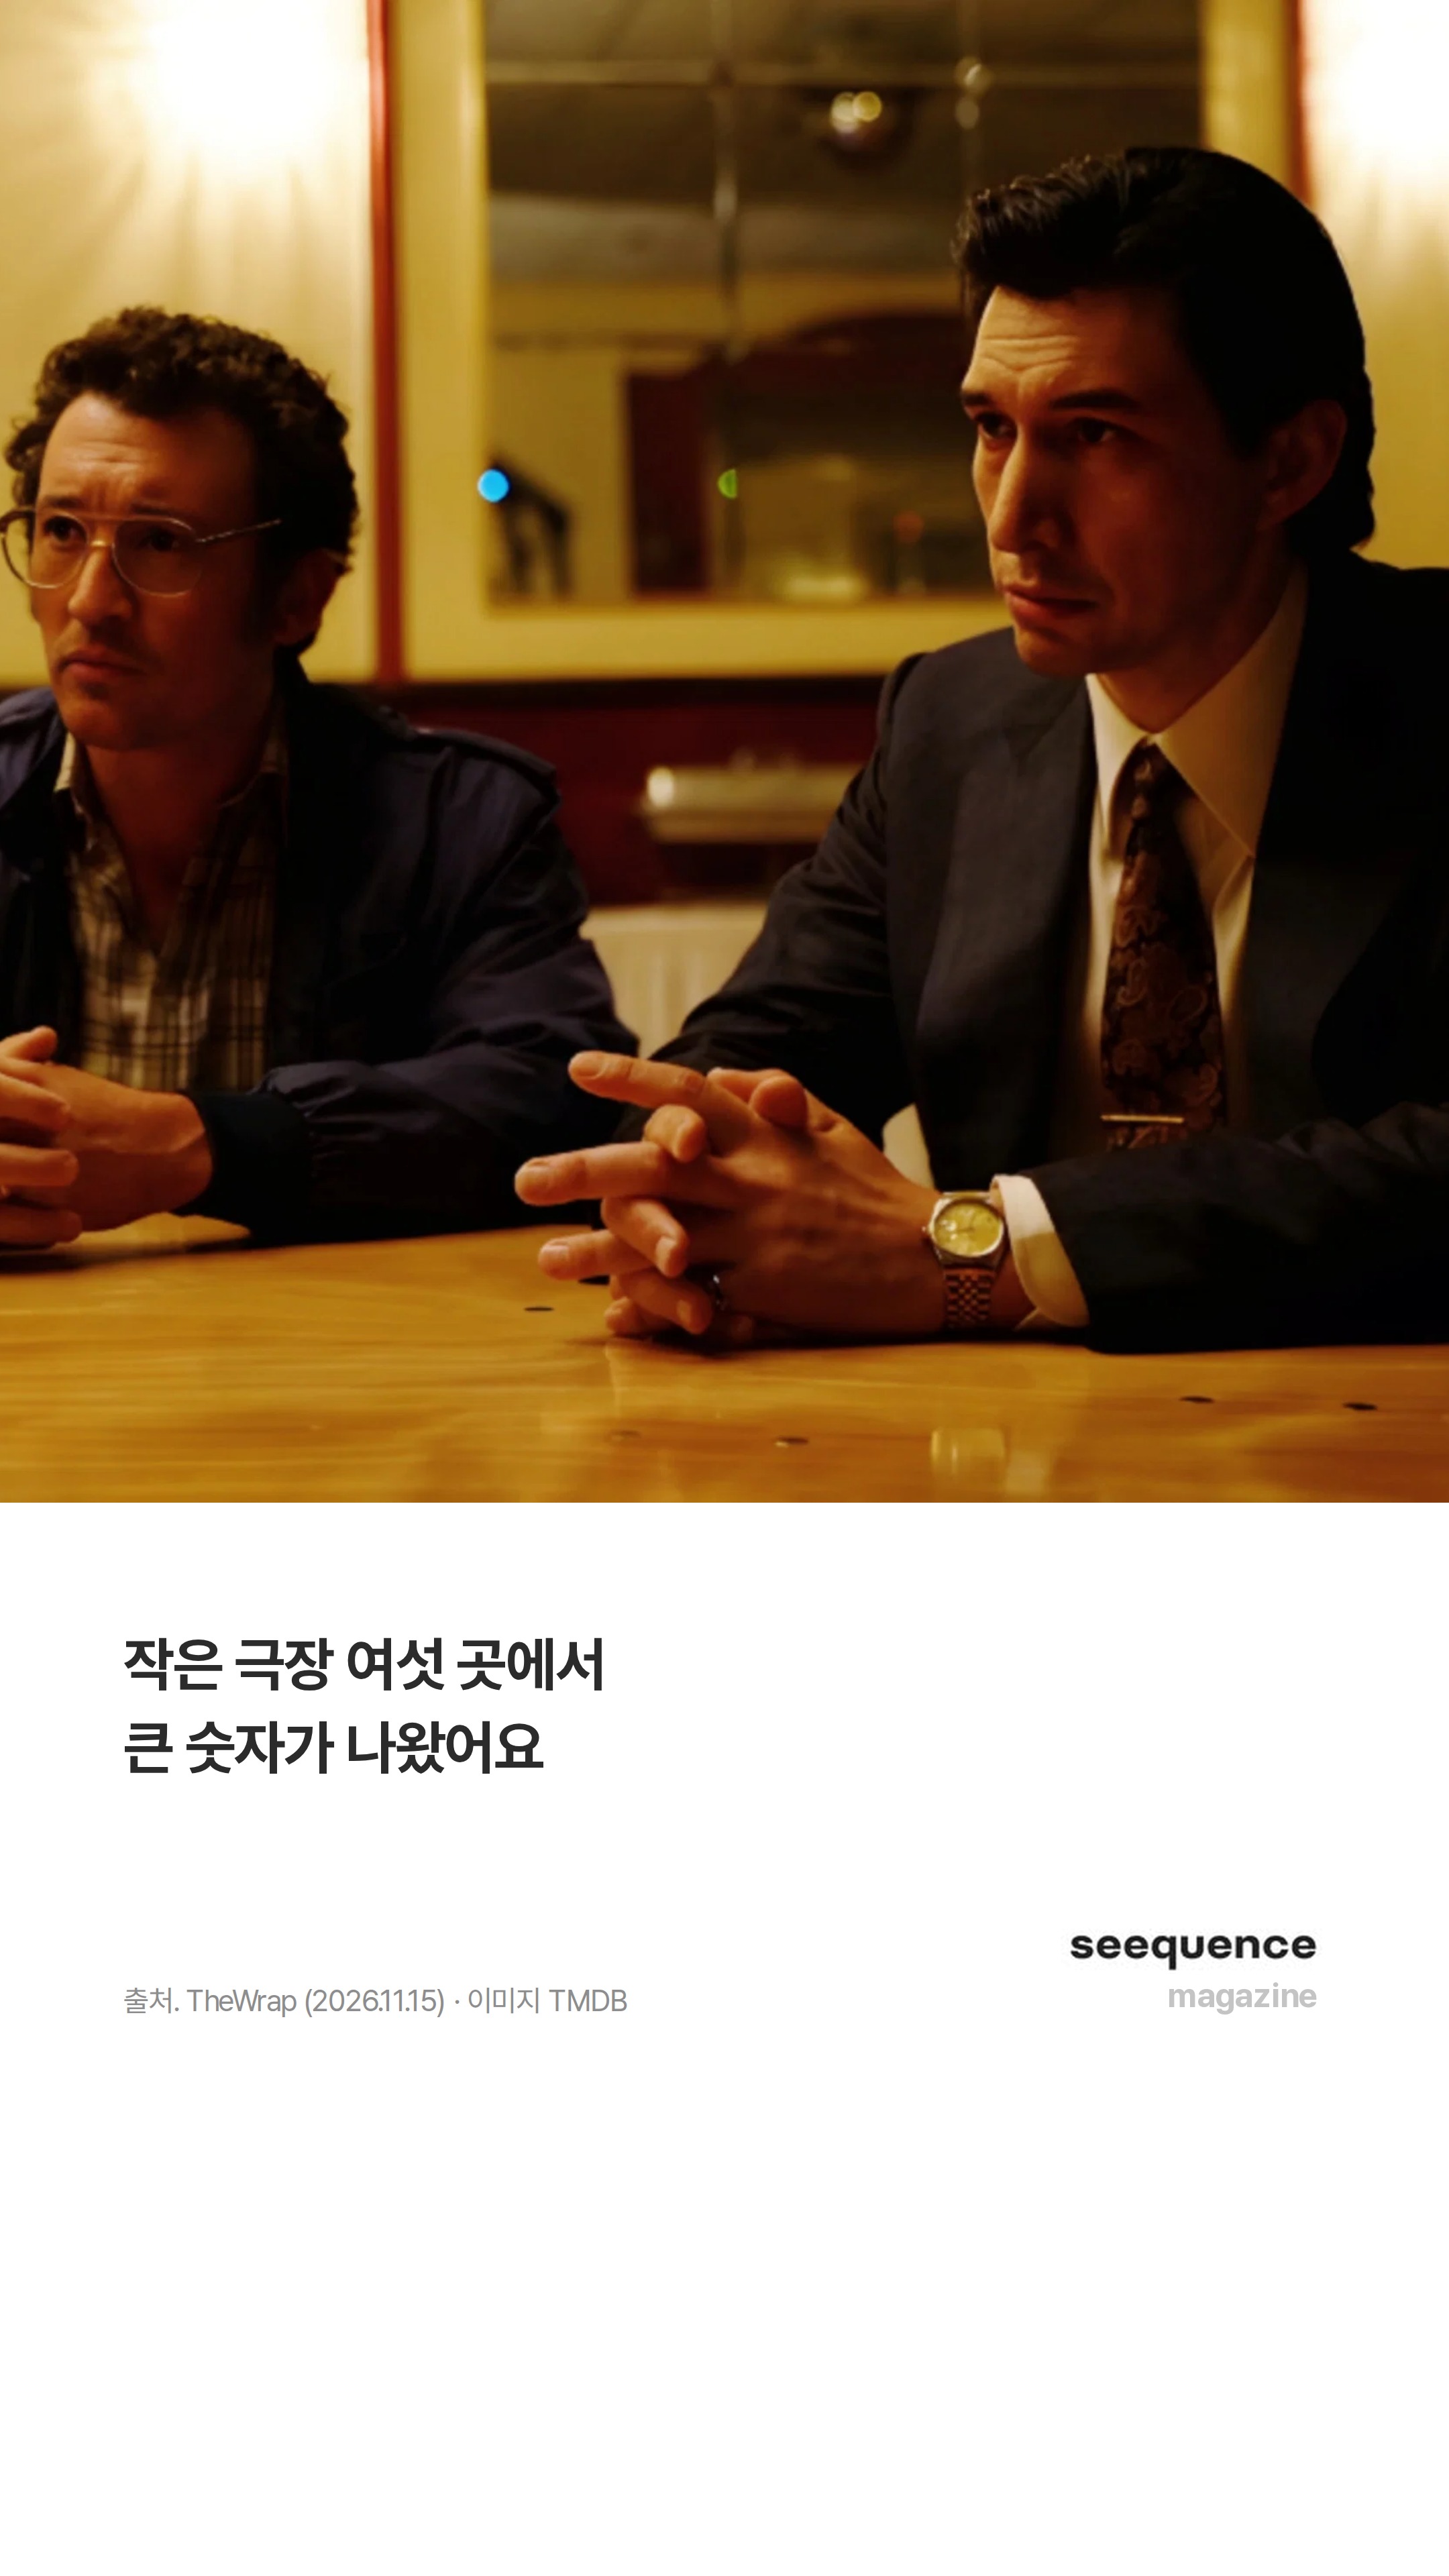 작은 극장 여섯 곳에서
큰 숫자가 나왔어요
seequence
magazine
출처. TheWrap (2026.11.15) · 이미지 TMDB